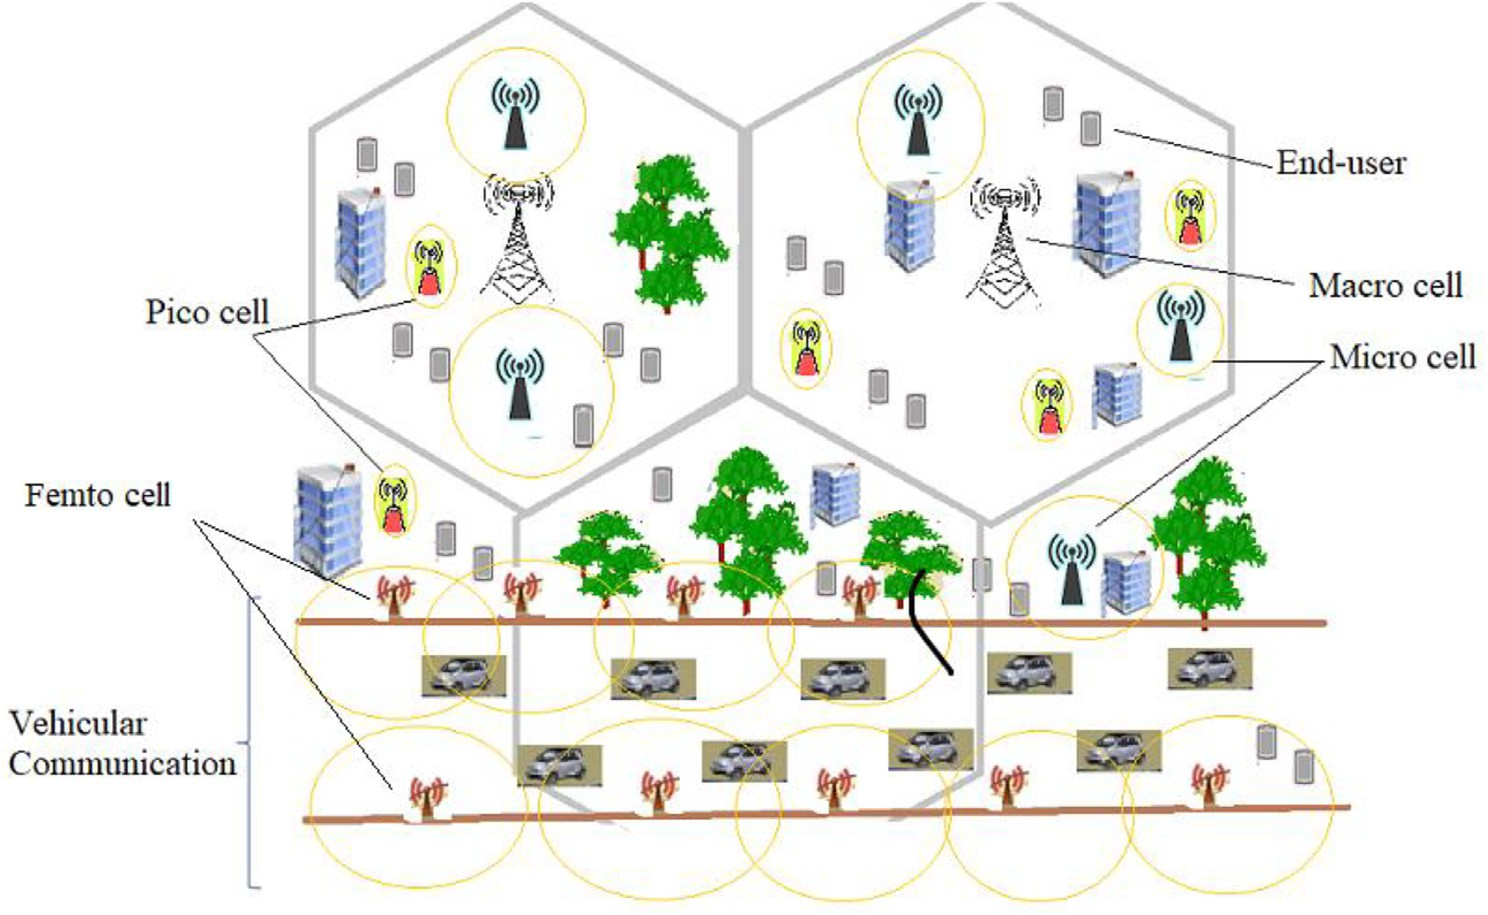 End-user
Macro cell
Pico cell
Micro cell
Femto cell
Vehicular
Communication